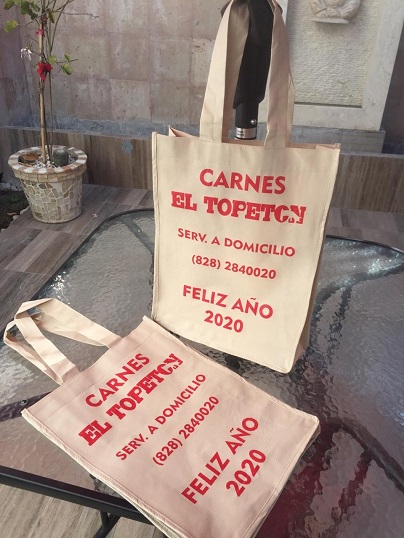 CARNES
EL TOPETON
SERV. A DOMICILIO
(828) 2840020
FELIZ AÑO
2020
CARNES
EL TOPETON
SERV. A DOMICILIO
(828) 2840020
FELIZ AÑO
2020